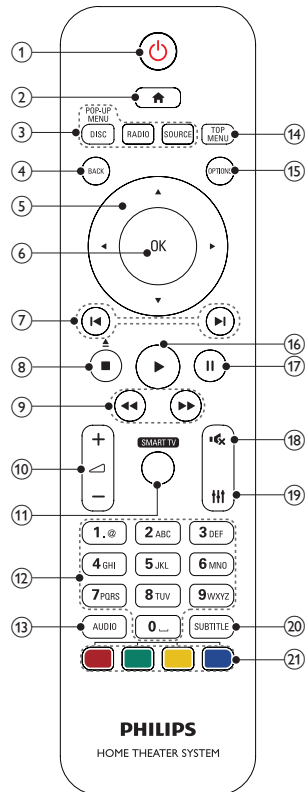 1
2
POP-UP
MENU
3 DISC RADIO SOURCE TOP
MENU 14
4 BACK OPTIONS 15
5
6 OK
7
16
8 17
9
+ SMART TV 18
10
− 19
11
1.@ 2 ABC 3 DEF
12 4 GHI 5 JKL 6 MNO
7 PQRS 8 TUV 9 WXYZ
13 AUDIO 0 SUBTITLE 20
21
PHILIPS
HOME THEATER SYSTEM